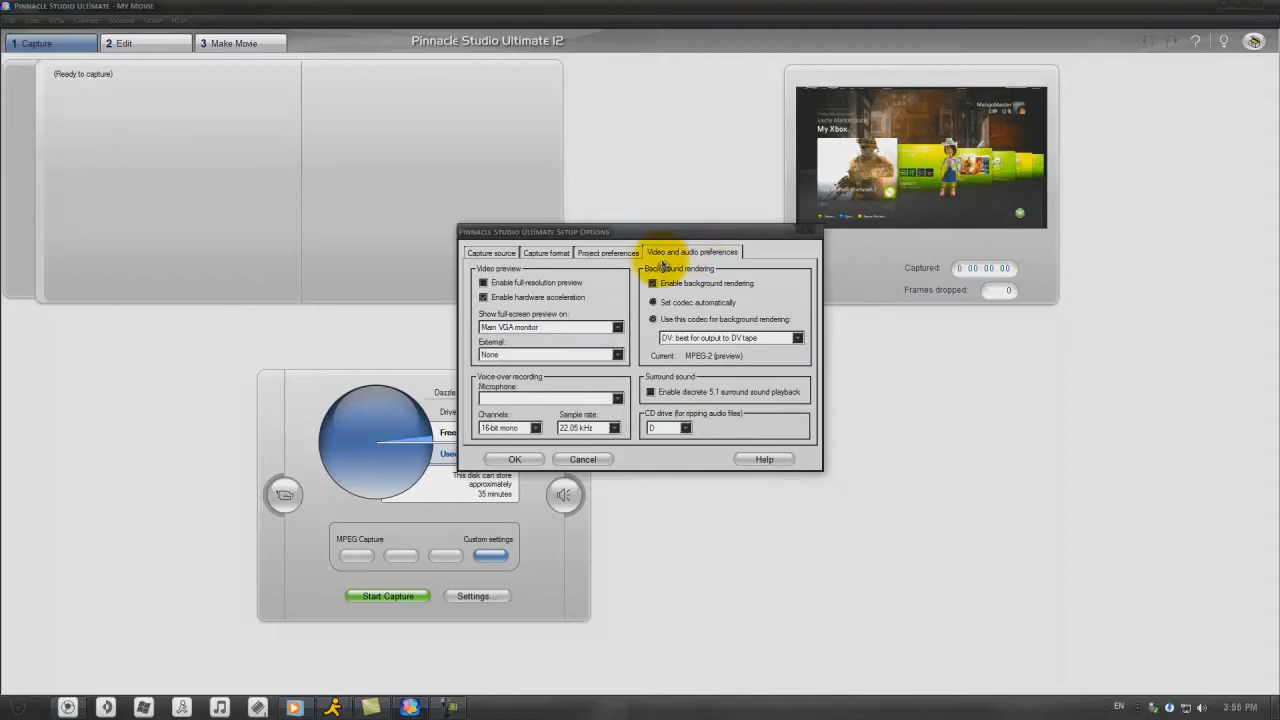 Pinnacle Studio Ultimate - My Movie
1 Capture
2 Edit
3 Make Movie
Pinnacle Studio Ultimate 12
(Ready to capture)
MangoMaster
Game Marketplace
My Xbox
Captured: 0 00 00.00
Frames dropped: 0
Pinnacle Studio Ultimate Setup Options
Capture source
Capture format
Project preferences
Video and audio preferences
Video preview
Enable full-resolution preview
Enable hardware acceleration
Show full-screen preview on:
Main VGA monitor
External:
None
Background rendering
Enable background rendering
Set codec automatically
Use this codec for background rendering:
DV: best for output to DV tape
Current: MPEG-2 (preview)
Voice-over recording
Microphone:
Channels: Sample rate:
16-bit mono 22.05 kHz
Surround sound
Enable discrete 5.1 surround sound playback
CD drive (for ripping audio files)
D
OK
Cancel
Help
Dazzle
Drive
Free
Used
This disk can store
approximately
35 minutes
MPEG Capture Custom settings
Start Capture
Settings...
EN
3:56 PM